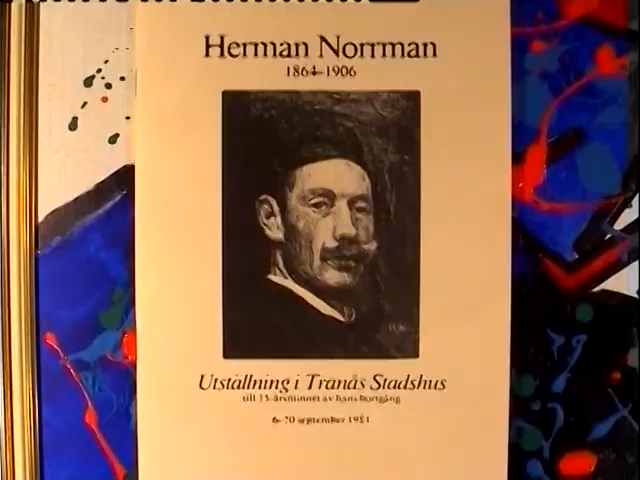 Herman Norrman
1864–1906
Utställning i Tranås Stadshus
till 75-årsminnet av hans bortgång
6–20 september 1981